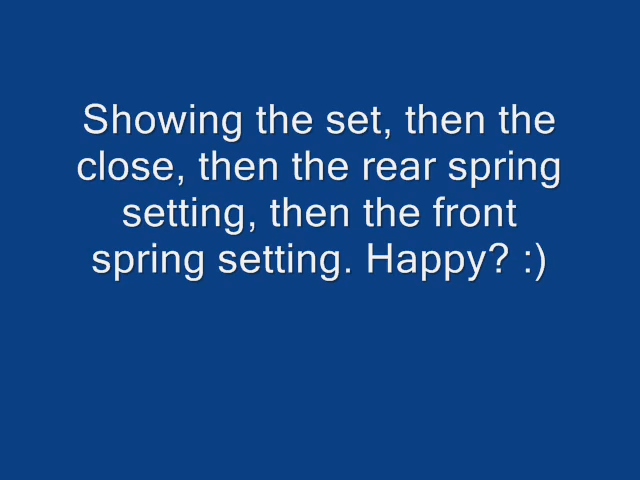 Showing the set, then the
close, then the rear spring
setting, then the front
spring setting. Happy? :)